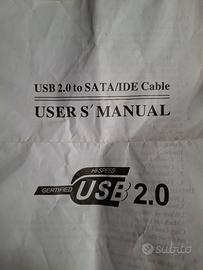 USB 2.0 to SATA/IDE Cable
USER S´ MANUAL
HI-SPEED
CERTIFIED
USB 2.0
subito